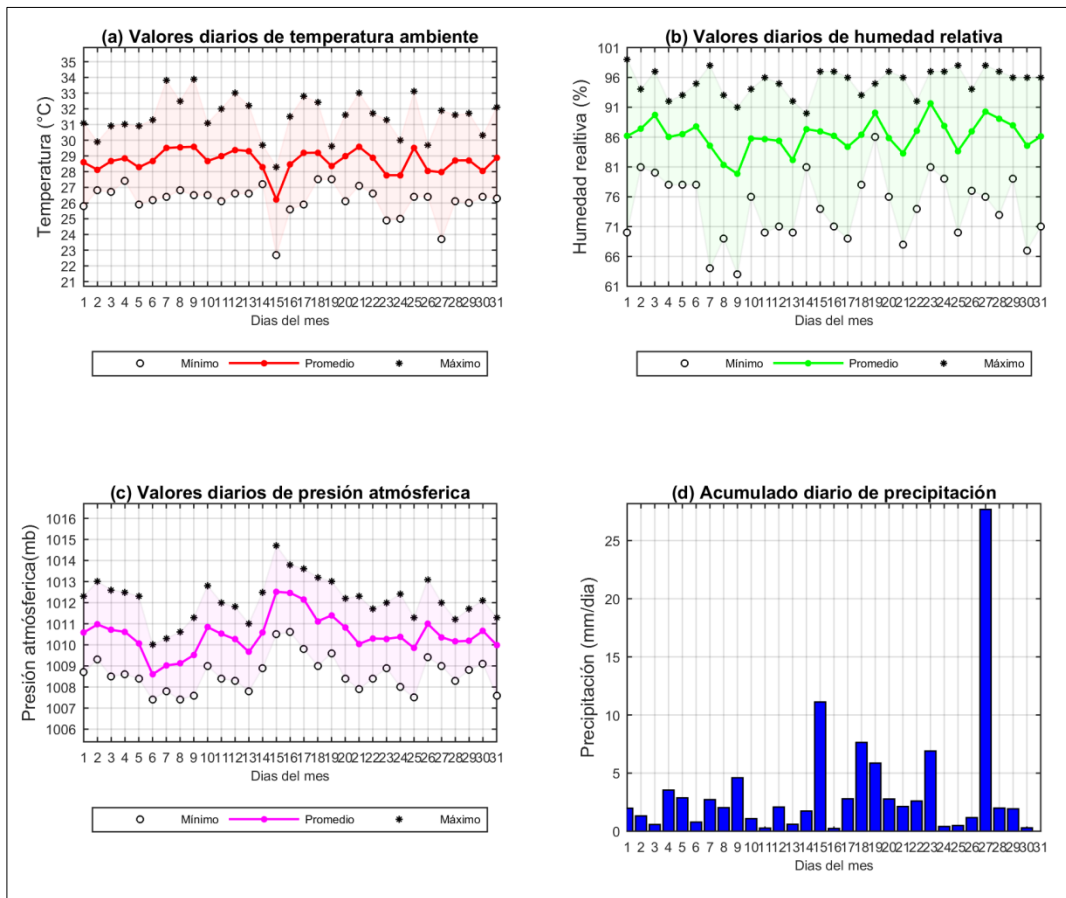 (a) Valores diarios de temperatura ambiente
Temperatura (°C)
35
34
33
32
31
30
29
28
27
26
25
24
23
22
21
1 2 3 4 5 6 7 8 9 10 11 12 13 14 15 16 17 18 19 20 21 22 23 24 25 26 27 28 29 30 31
Dias del mes
Mínimo Promedio Máximo
(b) Valores diarios de humedad relativa
Humedad realtiva (%)
101
96
91
86
81
76
71
66
61
1 2 3 4 5 6 7 8 9 10 11 12 13 14 15 16 17 18 19 20 21 22 23 24 25 26 27 28 29 30 31
Dias del mes
Mínimo Promedio Máximo
(c) Valores diarios de presión atmósferica
Presión atmósferica(mb)
1016
1015
1014
1013
1012
1011
1010
1009
1008
1007
1006
1 2 3 4 5 6 7 8 9 10 11 12 13 14 15 16 17 18 19 20 21 22 23 24 25 26 27 28 29 30 31
Dias del mes
Mínimo Promedio Máximo
(d) Acumulado diario de precipitación
Precipitación (mm/dia)
25
20
15
10
5
0
1 2 3 4 5 6 7 8 9 10 11 12 13 14 15 16 17 18 19 20 21 22 23 24 25 26 27 28 29 30 31
Dias del mes